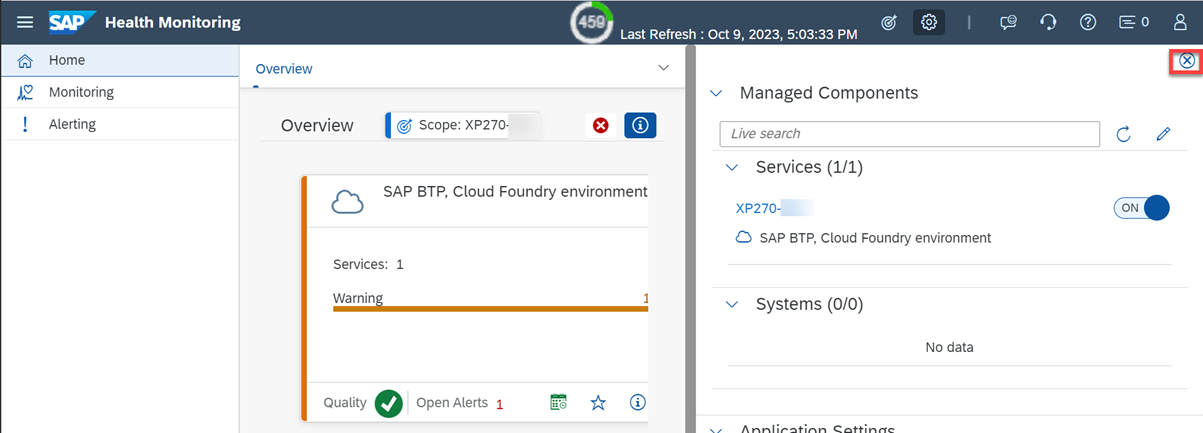 SAP Health Monitoring
459
Last Refresh : Oct 9, 2023, 5:03:33 PM
0
Home
Monitoring
Alerting
Overview
Overview
Scope: XP270-
SAP BTP, Cloud Foundry environment
Services: 1
Warning 1
Quality
Open Alerts 1
Managed Components
Live search
Services (1/1)
XP270-
ON
SAP BTP, Cloud Foundry environment
Systems (0/0)
No data
Application Settings